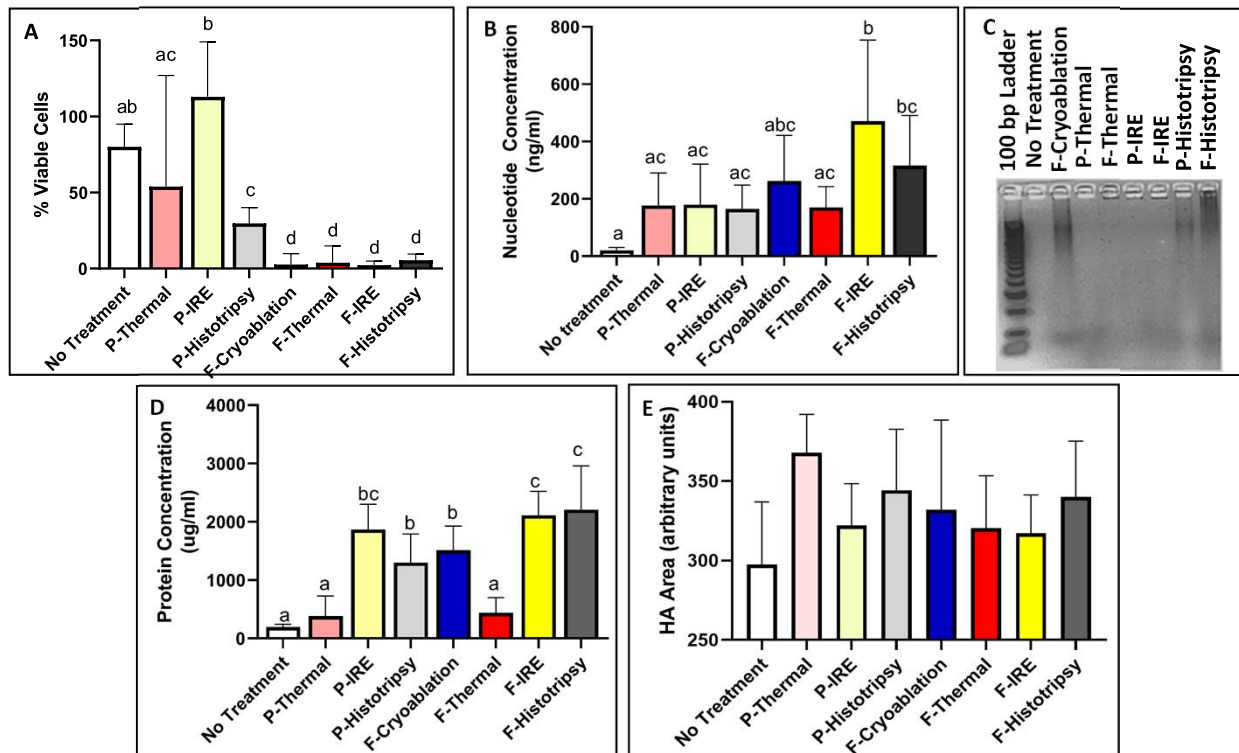 A
% Viable Cells
150
100
50
0
ab
ac
b
c
d
d
d
d
No Treatment
P-Thermal
P-IRE
P-Histotripsy
F-Cryoablation
F-Thermal
F-IRE
F-Histotripsy
B
Nucleotide Concentration
(ng/ml)
800
600
400
200
0
a
ac
ac
ac
abc
ac
b
bc
No treatment
P-Thermal
P-IRE
P-Histotripsy
F-Cryoablation
F-Thermal
F-IRE
F-Histotripsy
C
100 bp Ladder
No Treatment
F-Cryoablation
P-Thermal
F-Thermal
P-IRE
F-IRE
P-Histotripsy
F-Histotripsy
D
Protein Concentration
(ug/ml)
4000
3000
2000
1000
0
a
a
bc
b
b
a
c
c
No Treatment
P-Thermal
P-IRE
P-Histotripsy
F-Cryoablation
F-Thermal
F-IRE
F-Histotripsy
E
HA Area (arbitrary units)
400
350
300
250
No Treatment
P-Thermal
P-IRE
P-Histotripsy
F-Cryoablation
F-Thermal
F-IRE
F-Histotripsy